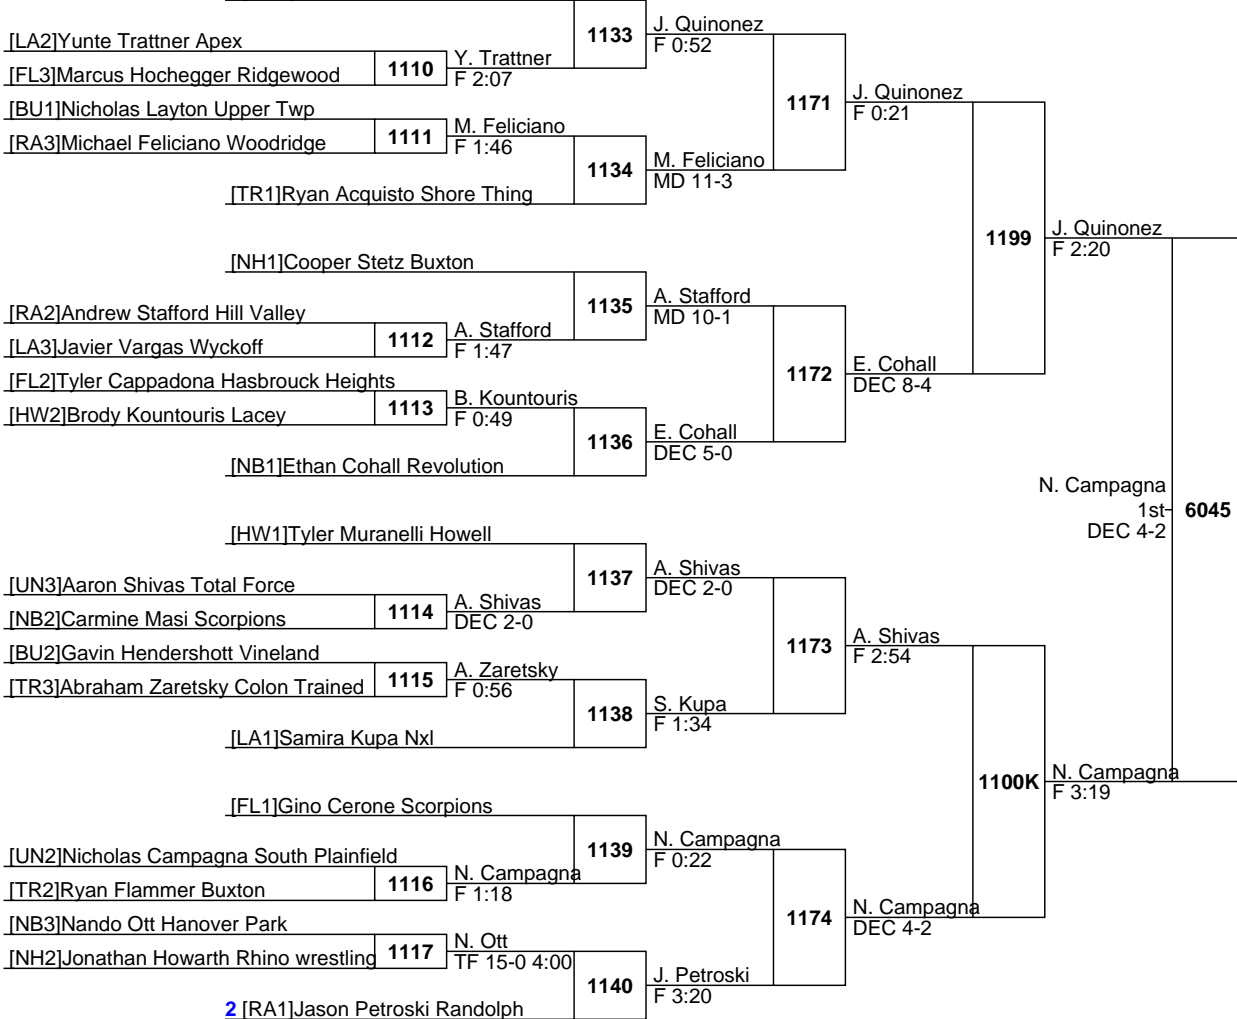 1133
J. Quinonez
F 0:52
[LA2]Yunte Trattner Apex
[FL3]Marcus Hochegger Ridgewood
1110
Y. Trattner
F 2:07
[BU1]Nicholas Layton Upper Twp
[RA3]Michael Feliciano Woodridge
1111
M. Feliciano
F 1:46
1171
J. Quinonez
F 0:21
[TR1]Ryan Acquisto Shore Thing
1134
M. Feliciano
MD 11-3
1199
J. Quinonez
F 2:20
[NH1]Cooper Stetz Buxton
1135
A. Stafford
MD 10-1
[RA2]Andrew Stafford Hill Valley
[LA3]Javier Vargas Wyckoff
1112
A. Stafford
F 1:47
1172
E. Cohall
DEC 8-4
[FL2]Tyler Cappadona Hasbrouck Heights
[HW2]Brody Kountouris Lacey
1113
B. Kountouris
F 0:49
1136
E. Cohall
DEC 5-0
[NB1]Ethan Cohall Revolution
N. Campagna
1st
DEC 4-2
6045
[HW1]Tyler Muranelli Howell
1137
A. Shivas
DEC 2-0
[UN3]Aaron Shivas Total Force
[NB2]Carmine Masi Scorpions
1114
A. Shivas
DEC 2-0
1173
A. Shivas
F 2:54
[BU2]Gavin Hendershott Vineland
[TR3]Abraham Zaretsky Colon Trained
1115
A. Zaretsky
F 0:56
1138
S. Kupa
F 1:34
[LA1]Samira Kupa Nxl
1100K
N. Campagna
F 3:19
[FL1]Gino Cerone Scorpions
1139
N. Campagna
F 0:22
[UN2]Nicholas Campagna South Plainfield
[TR2]Ryan Flammer Buxton
1116
N. Campagna
F 1:18
1174
N. Campagna
DEC 4-2
[NB3]Nando Ott Hanover Park
[NH2]Jonathan Howarth Rhino wrestling
1117
N. Ott
TF 15-0 4:00
1140
J. Petroski
F 3:20
2 [RA1]Jason Petroski Randolph